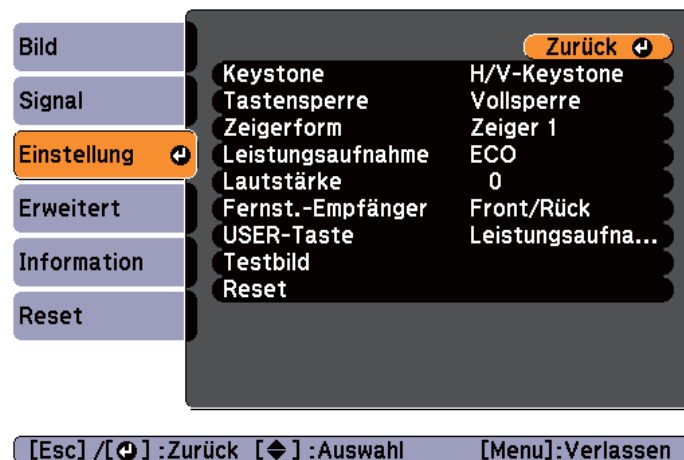 Bild
Signal
Einstellung
Erweitert
Information
Reset
Zurück
Keystone H/V-Keystone
Tastensperre Vollsperre
Zeigerform Zeiger 1
Leistungsaufnahme ECO
Lautstärke 0
Fernst.-Empfänger Front/Rück
USER-Taste Leistungsaufna...
Testbild
Reset
[Esc] /[ ] :Zurück [ ] :Auswahl [Menu]:Verlassen